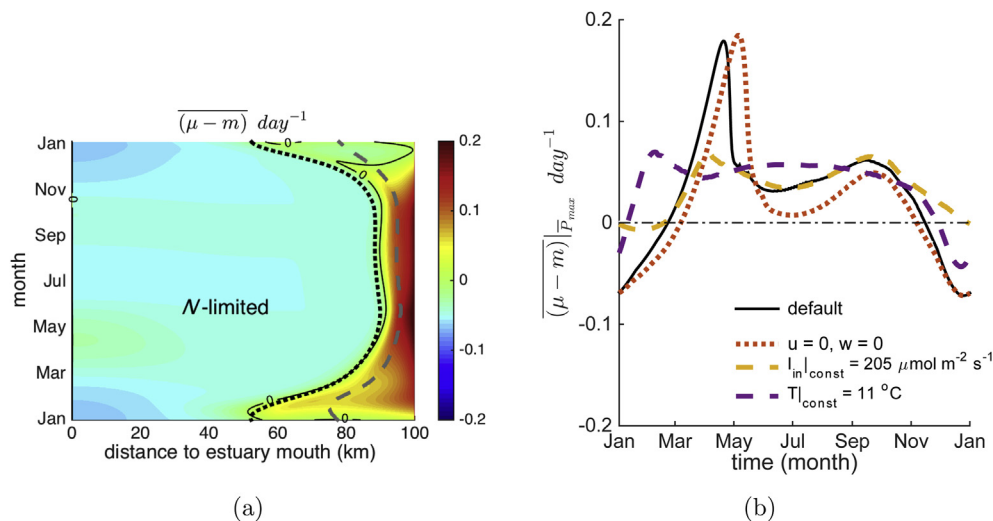 (μ − m) day⁻¹
Jan
Nov
Sep
Jul
May
Mar
Jan
month
0
0
0
0
0
N-limited
0 20 40 60 80 100
distance to estuary mouth (km)
0.2
0.1
0
-0.1
-0.2
(a)
(μ − m)|P̅max day⁻¹
0.2
0.1
0
-0.1
-0.2
default
u = 0, w = 0
I_in|const = 205 μmol m⁻² s⁻¹
T|const = 11 °C
Jan Mar May Jul Sep Nov Jan
time (month)
(b)